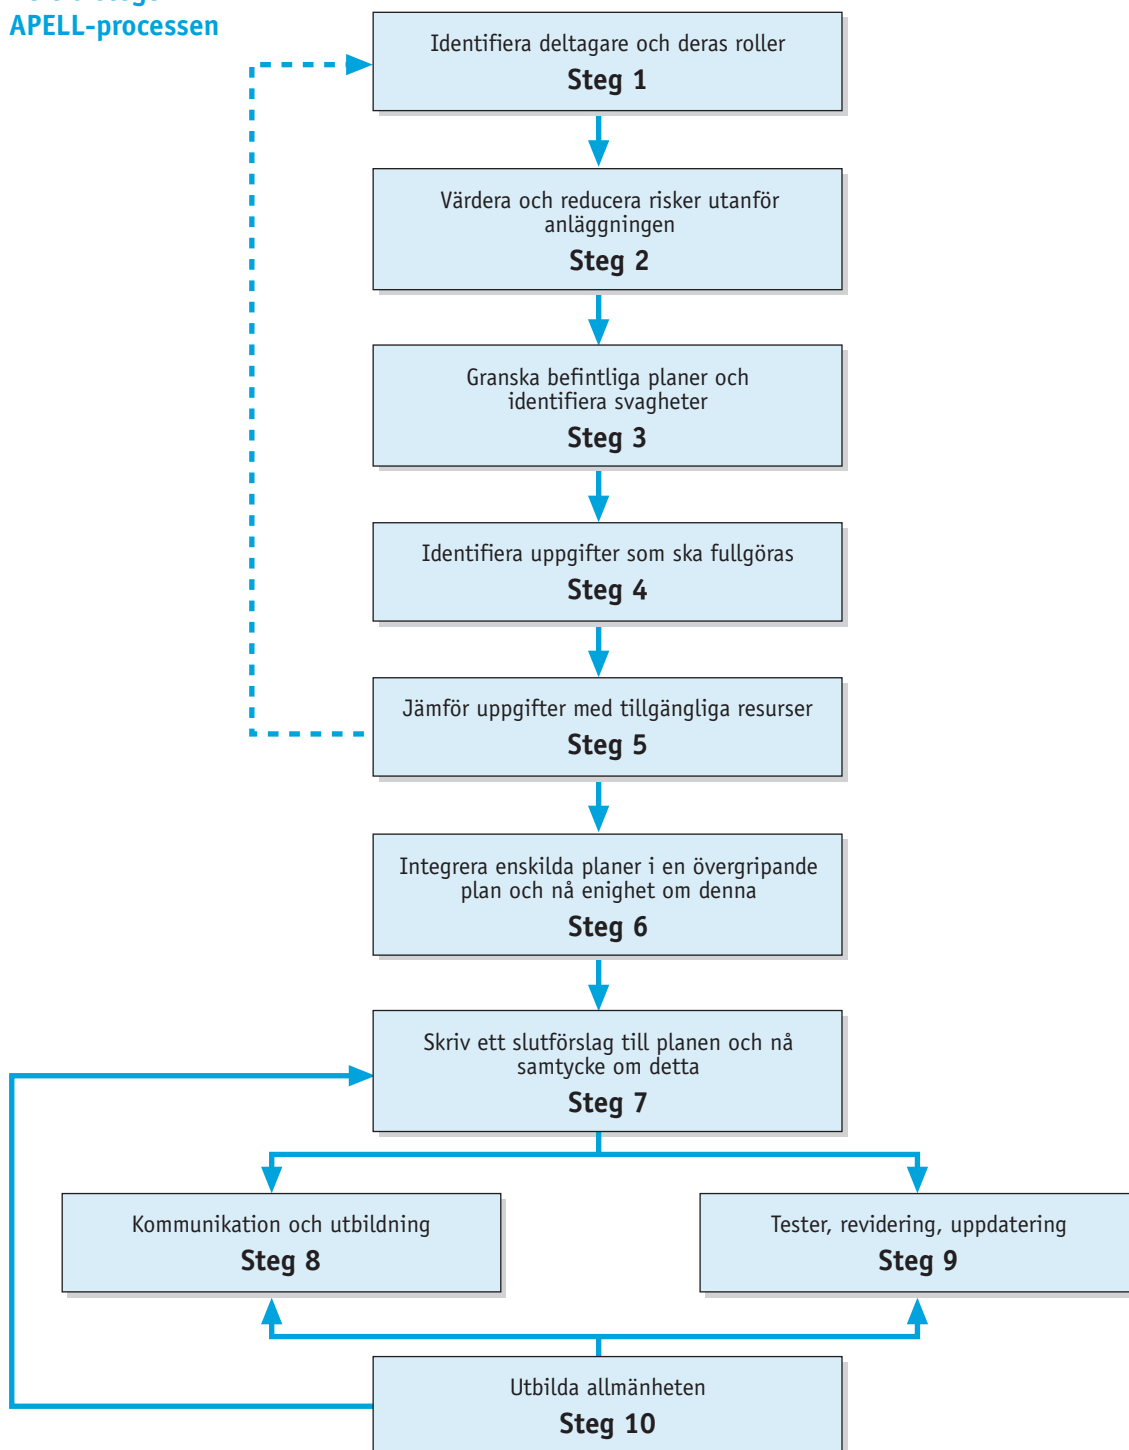 APELL-processen
Identifiera deltagare och deras roller
Steg 1
Värdera och reducera risker utanför
anläggningen
Steg 2
Granska befintliga planer och
identifiera svagheter
Steg 3
Identifiera uppgifter som ska fullgöras
Steg 4
Jämför uppgifter med tillgängliga resurser
Steg 5
Integrera enskilda planer i en övergripande
plan och nå enighet om denna
Steg 6
Skriv ett slutförslag till planen och nå
samtycke om detta
Steg 7
Kommunikation och utbildning
Steg 8
Tester, revidering, uppdatering
Steg 9
Utbilda allmänheten
Steg 10